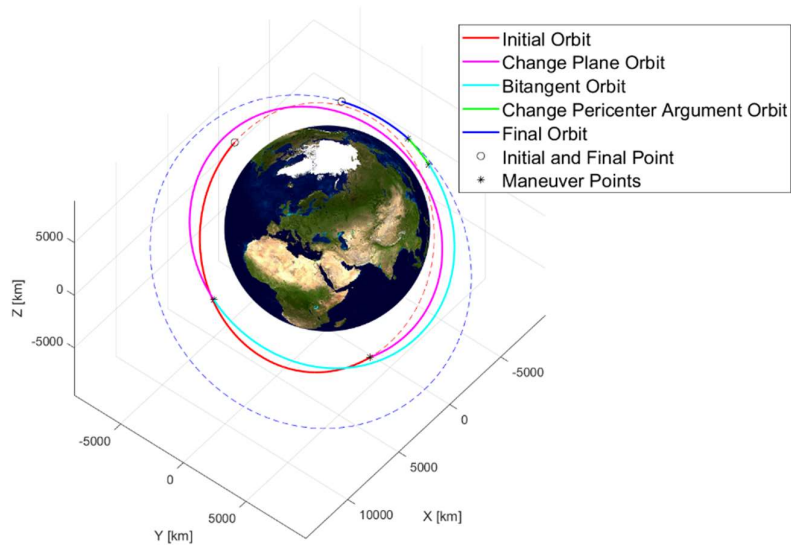 Initial Orbit
Change Plane Orbit
Bitangent Orbit
Change Pericenter Argument Orbit
Final Orbit
Initial and Final Point
Maneuver Points
5000
0
-5000
Z [km]
-5000
0
5000
Y [km]
-5000
0
5000
10000
X [km]